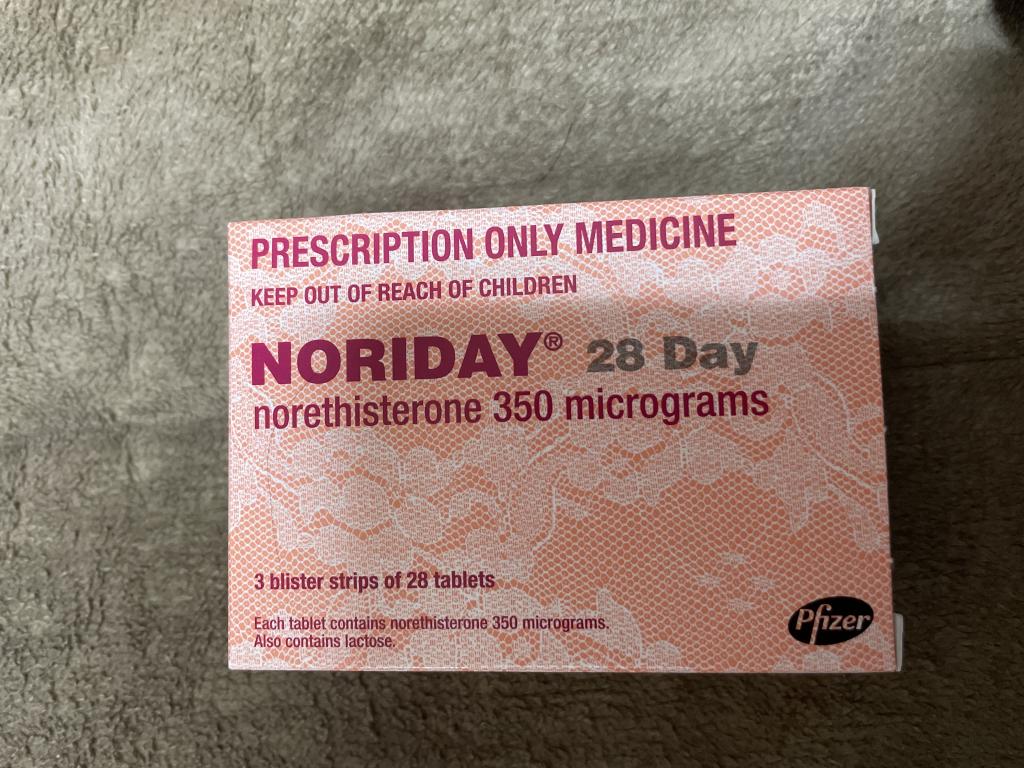 PRESCRIPTION ONLY MEDICINE
KEEP OUT OF REACH OF CHILDREN
NORIDAY® 28 Day
norethisterone 350 micrograms
3 blister strips of 28 tablets
Each tablet contains norethisterone 350 micrograms.
Also contains lactose.
Pfizer